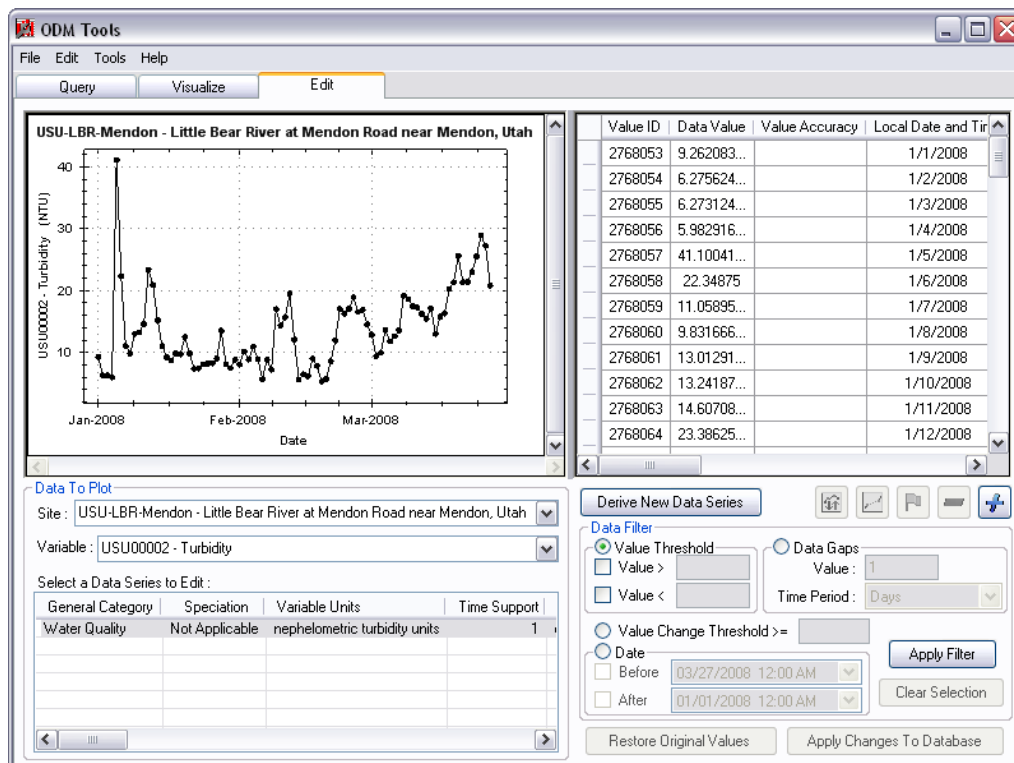 ODM Tools
File Edit Tools Help
Query Visualize Edit
USU-LBR-Mendon - Little Bear River at Mendon Road near Mendon, Utah
USU00002 - Turbidity (NTU)
40
30
20
10
Jan-2008 Feb-2008 Mar-2008
Date
Value ID Data Value Value Accuracy Local Date and Tir
2768053 9.262083... 1/1/2008
2768054 6.275624... 1/2/2008
2768055 6.273124... 1/3/2008
2768056 5.982916... 1/4/2008
2768057 41.10041... 1/5/2008
2768058 22.34875 1/6/2008
2768059 11.05895... 1/7/2008
2768060 9.831666... 1/8/2008
2768061 13.01291... 1/9/2008
2768062 13.24187... 1/10/2008
2768063 14.60708... 1/11/2008
2768064 23.38625... 1/12/2008
Data To Plot
Site : USU-LBR-Mendon - Little Bear River at Mendon Road near Mendon, Utah
Variable : USU00002 - Turbidity
Select a Data Series to Edit :
General Category Speciation Variable Units Time Support
Water Quality Not Applicable nephelometric turbidity units 1
Derive New Data Series
Data Filter
Value Threshold
Value >
Value <
Data Gaps
Value : 1
Time Period : Days
Value Change Threshold >=
Date
Before 03/27/2008 12:00 AM
After 01/01/2008 12:00 AM
Apply Filter
Clear Selection
Restore Original Values Apply Changes To Database